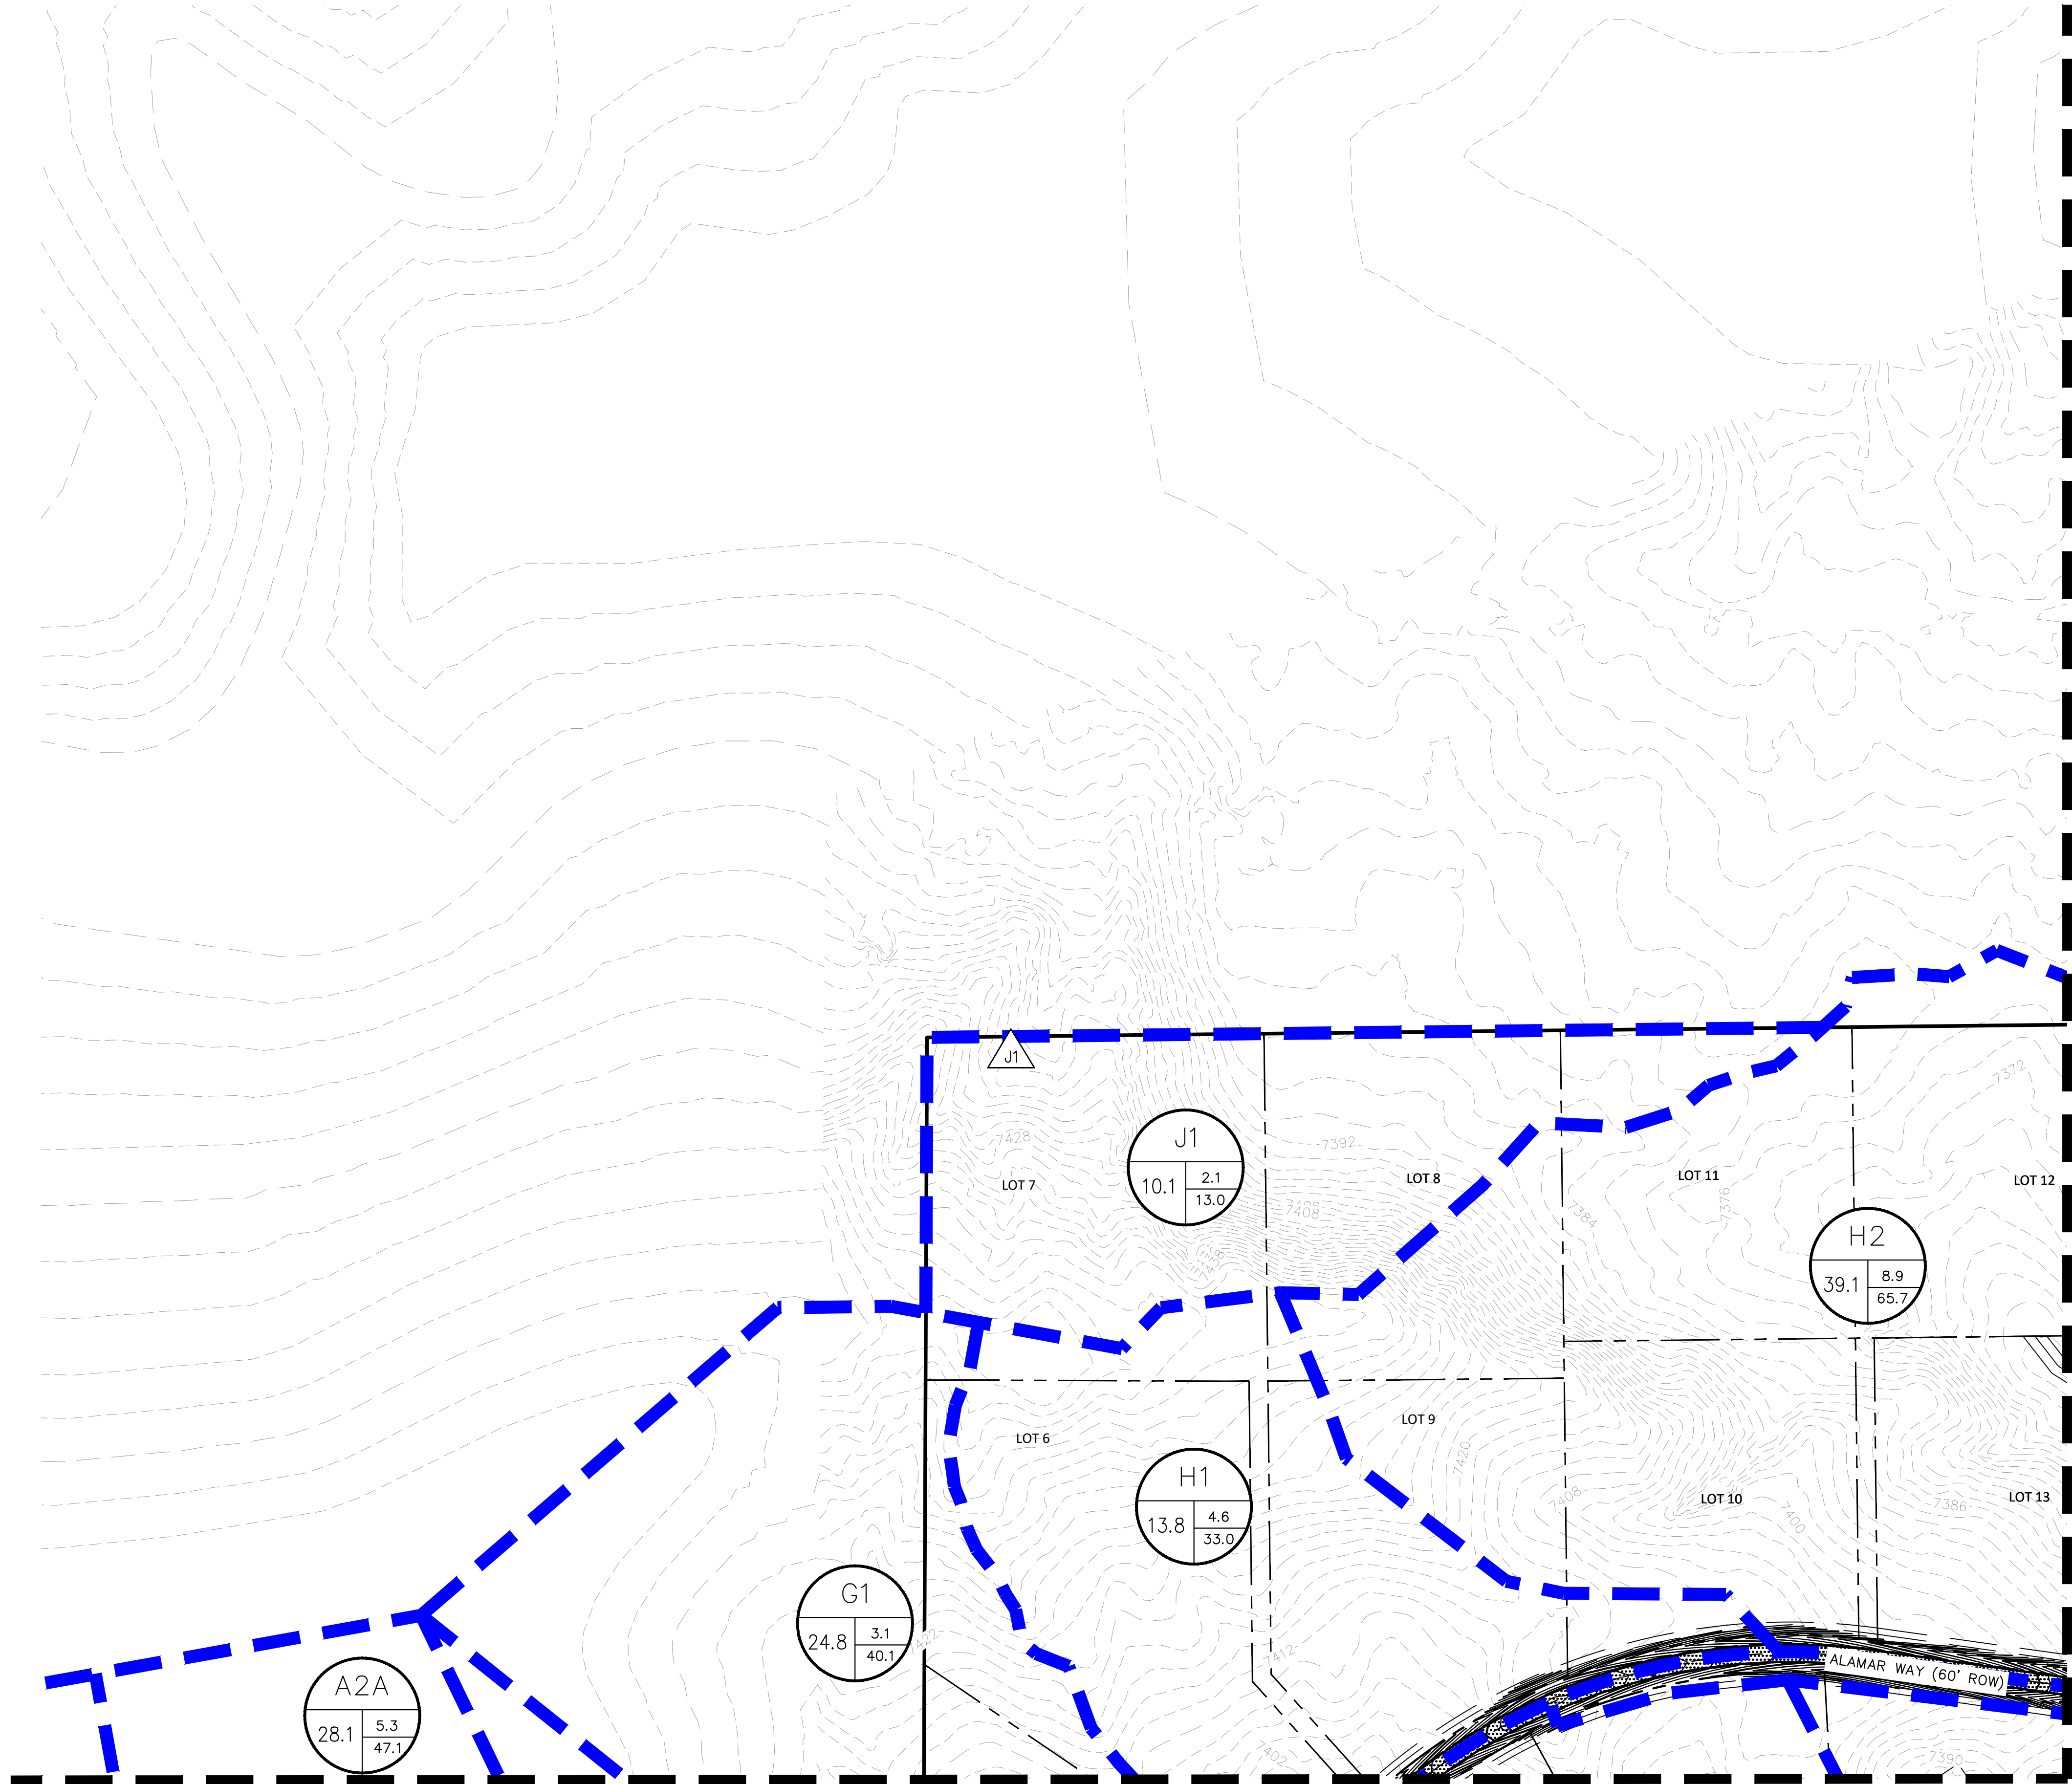 J1
7372
7428
J1
10.1
2.1
13.0
7392
LOT 7
LOT 8
LOT 11
LOT 12
7408
7384
7376
7438
H2
39.1
8.9
65.7
LOT 6
LOT 9
7420
H1
13.8
4.6
33.0
7408
LOT 10
7400
7386
LOT 13
G1
24.8
3.1
40.1
7412
ALAMAR WAY (60' ROW)
A2A
28.1
5.3
47.1
7402
7390